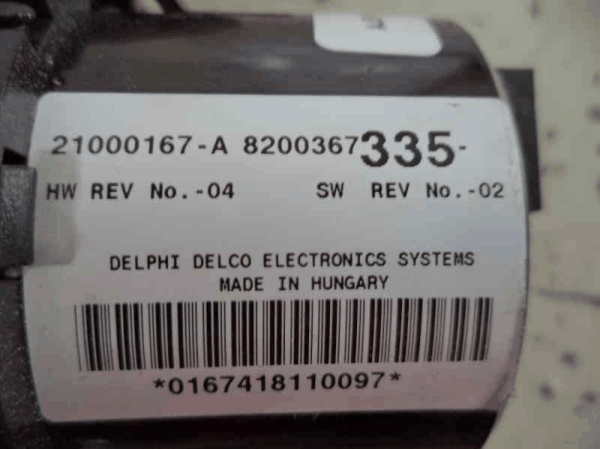 21000167-A 8200367335-
HW REV No.-04 SW REV No.-02
DELPHI DELCO ELECTRONICS SYSTEMS
MADE IN HUNGARY
*0167418110097*